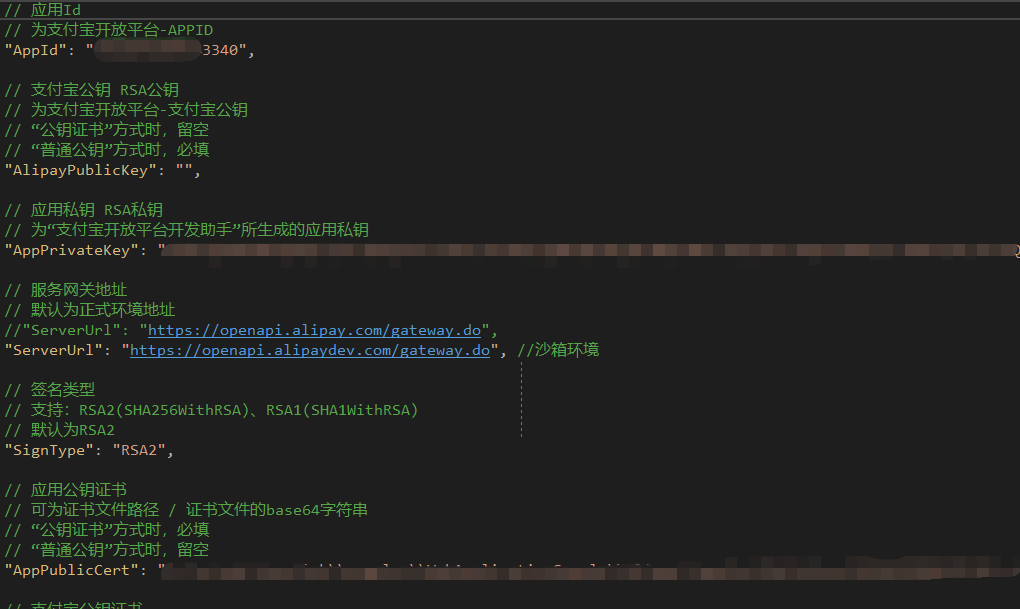 // 应用Id
// 为支付宝开放平台-APPID
"AppId": "3340",
// 支付宝公钥 RSA公钥
// 为支付宝开放平台-支付宝公钥
// “公钥证书”方式时，留空
// “普通公钥”方式时，必填
"AlipayPublicKey": "",
// 应用私钥 RSA私钥
// 为“支付宝开放平台开发助手”所生成的应用私钥
"AppPrivateKey": "
// 服务网关地址
// 默认为正式环境地址
//"ServerUrl": "https://openapi.alipay.com/gateway.do",
"ServerUrl": "https://openapi.alipaydev.com/gateway.do", //沙箱环境
// 签名类型
// 支持：RSA2(SHA256WithRSA)、RSA1(SHA1WithRSA)
// 默认为RSA2
"SignType": "RSA2",
// 应用公钥证书
// 可为证书文件路径 / 证书文件的base64字符串
// “公钥证书”方式时，必填
// “普通公钥”方式时，留空
"AppPublicCert": "
// 支付宝公钥证书